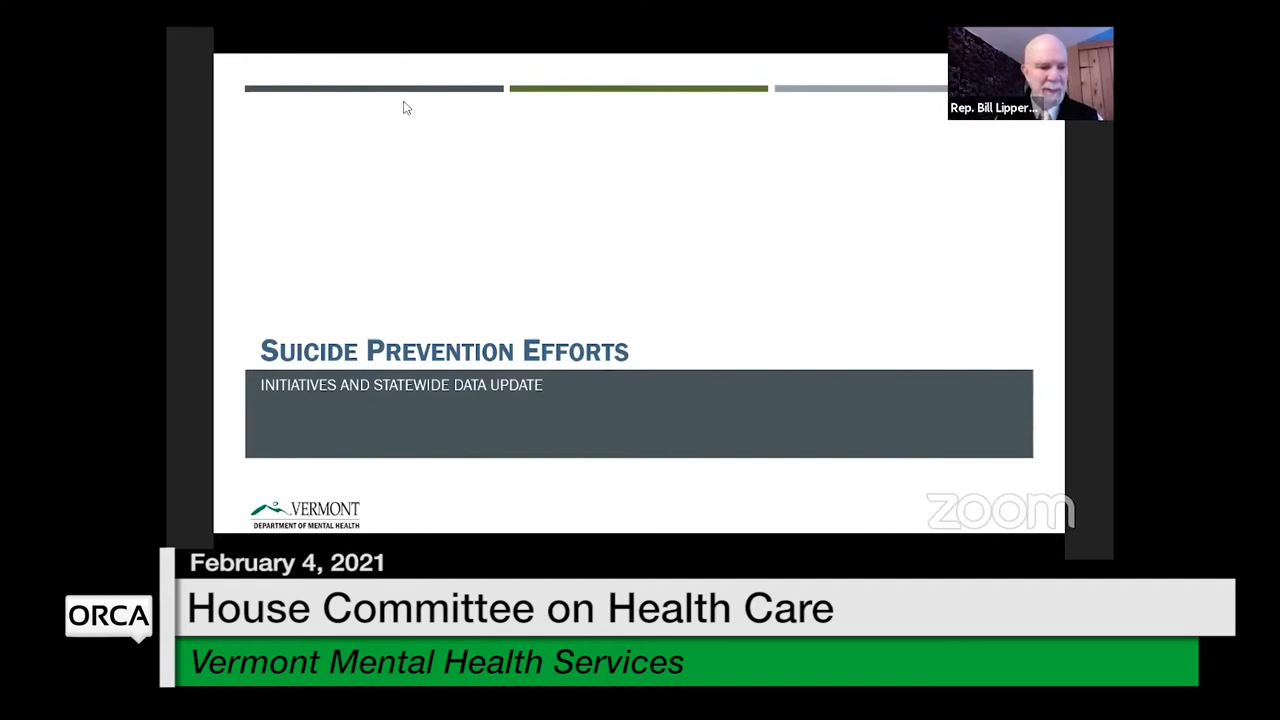 Rep. Bill Lipper...
SUICIDE PREVENTION EFFORTS
INITIATIVES AND STATEWIDE DATA UPDATE
VERMONT
DEPARTMENT OF MENTAL HEALTH
zoom
February 4, 2021
ORCA
House Committee on Health Care
Vermont Mental Health Services